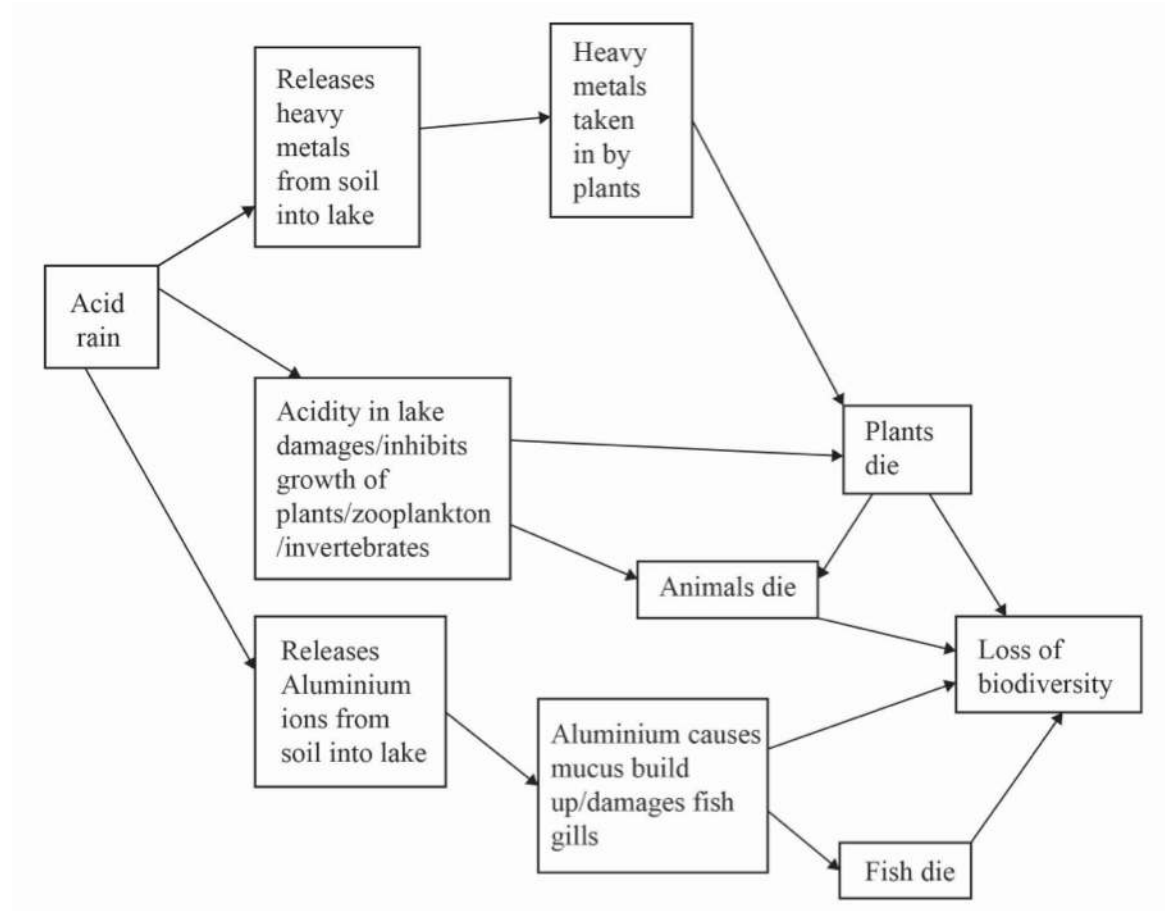 Releases
heavy
metals
from soil
into lake
Heavy
metals
taken
in by
plants
Acid
rain
Acidity in lake
damages/inhibits
growth of
plants/zooplankton
/invertebrates
Plants
die
Animals die
Releases
Aluminium
ions from
soil into lake
Aluminium causes
mucus build
up/damages fish
gills
Loss of
biodiversity
Fish die